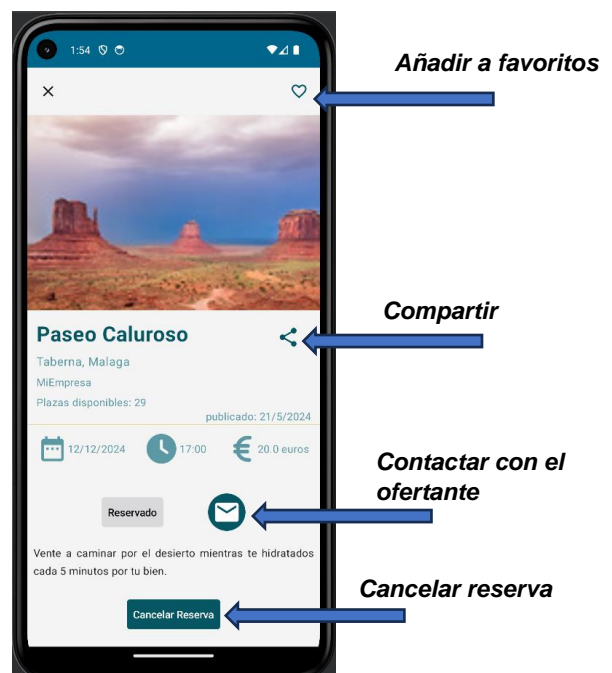 1:54
Añadir a favoritos
Compartir
Paseo Caluroso
Taberna, Malaga
MiEmpresa
Plazas disponibles: 29
publicado: 21/5/2024
12/12/2024 17:00 € 20.0 euros
Contactar con el
ofertante
Reservado
Vente a caminar por el desierto mientras te hidratados
cada 5 minutos por tu bien.
Cancelar reserva
Cancelar Reserva